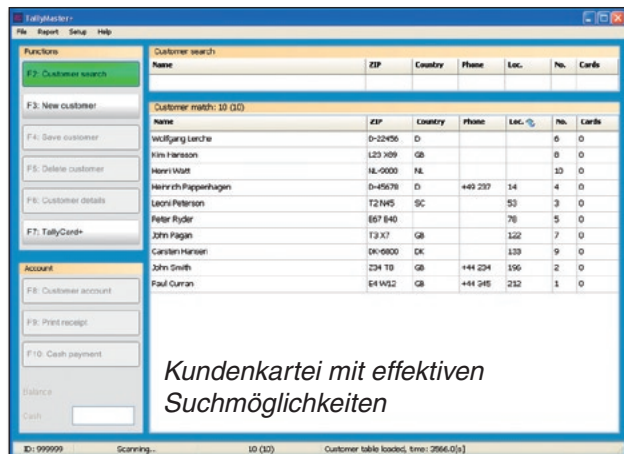 TallyMaster+
File Report Setup Help
Functions
F2: Customer search
F3: New customer
F4: Save customer
F5: Delete customer
F6: Customer details
F7: TallyCard+
Account
F8: Customer account
F9: Print receipt
F10: Cash payment
Balance
Cash
Customer search
Name ZIP Country Phone Loc. No. Cards
Customer match: 10 (10)
Name ZIP Country Phone Loc. No. Cards
Wolfgang Lerche D-22456 D 6 0
Kim Hansson L23 X89 GB 8 0
Henri Watt NL-9000 NL 10 0
Heinrich Pappenhagen D-45678 D +49 237 14 4 0
Leoni Peterson T2 N45 SC 53 3 0
Peter Ryder E67 B40 78 5 0
John Pagan T3 X7 GB 122 7 0
Carsten Hansen DK-6800 DK 133 9 0
John Smith 234 T8 GB +44 234 196 2 0
Paul Curran E4 W12 GB +44 345 212 1 0
Kundenkartei mit effektiven
Suchmöglichkeiten
ID: 999999 Scanning... 10 (10) Customer table loaded, time: 3566.0[s]